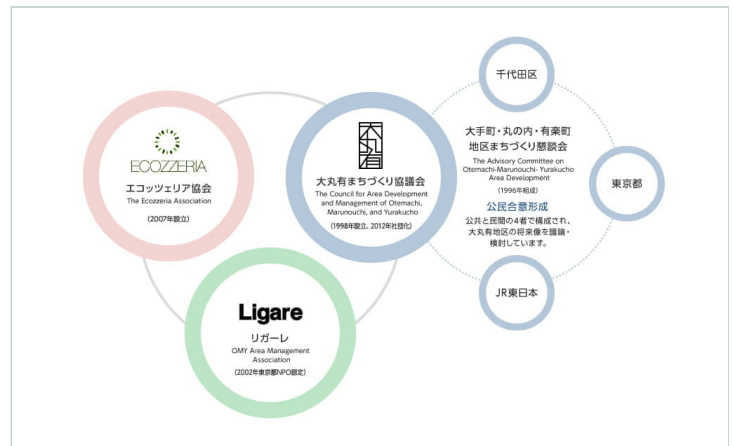 ECOZZERIA
エコッツェリア協会
The Ecozzeria Association
(2007年設立)
大丸有
大丸有まちづくり協議会
The Council for Area Development
and Management of Otemachi,
Marunouchi, and Yurakucho
(1998年設立, 2012年社団化)
Ligare
リガーレ
OMY Area Management
Association
(2002年東京都NPO認定)
千代田区
大手町・丸の内・有楽町
地区まちづくり懇談会
The Advisory Committee on
Otemachi-Marunouchi- Yurakucho
Area Development
(1996年組成)
公民合意形成
公共と民間の4者で構成され、
大丸有地区の将来像を議論・
検討しています。
東京都
JR東日本